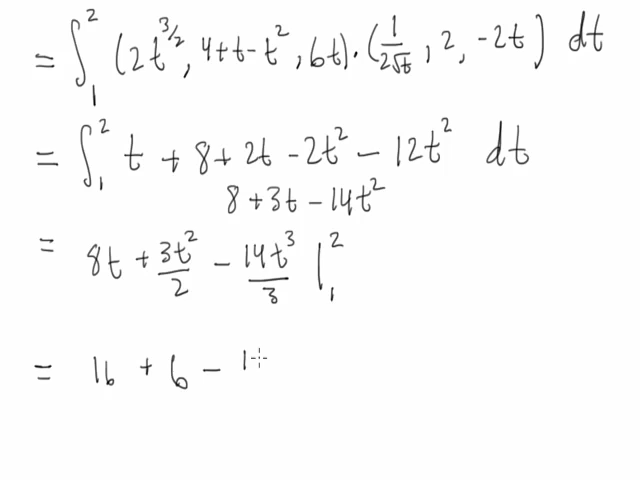 = ∫₁² (2t^{3/2}, 4+t-t², 6t)·(1/(2√t), 2, -2t) dt
= ∫₁² t + 8 + 2t - 2t² - 12t² dt
8 + 3t - 14t²
= 8t + 3t²/2 - 14t³/3 |₁²
= 16 + 6 - 1